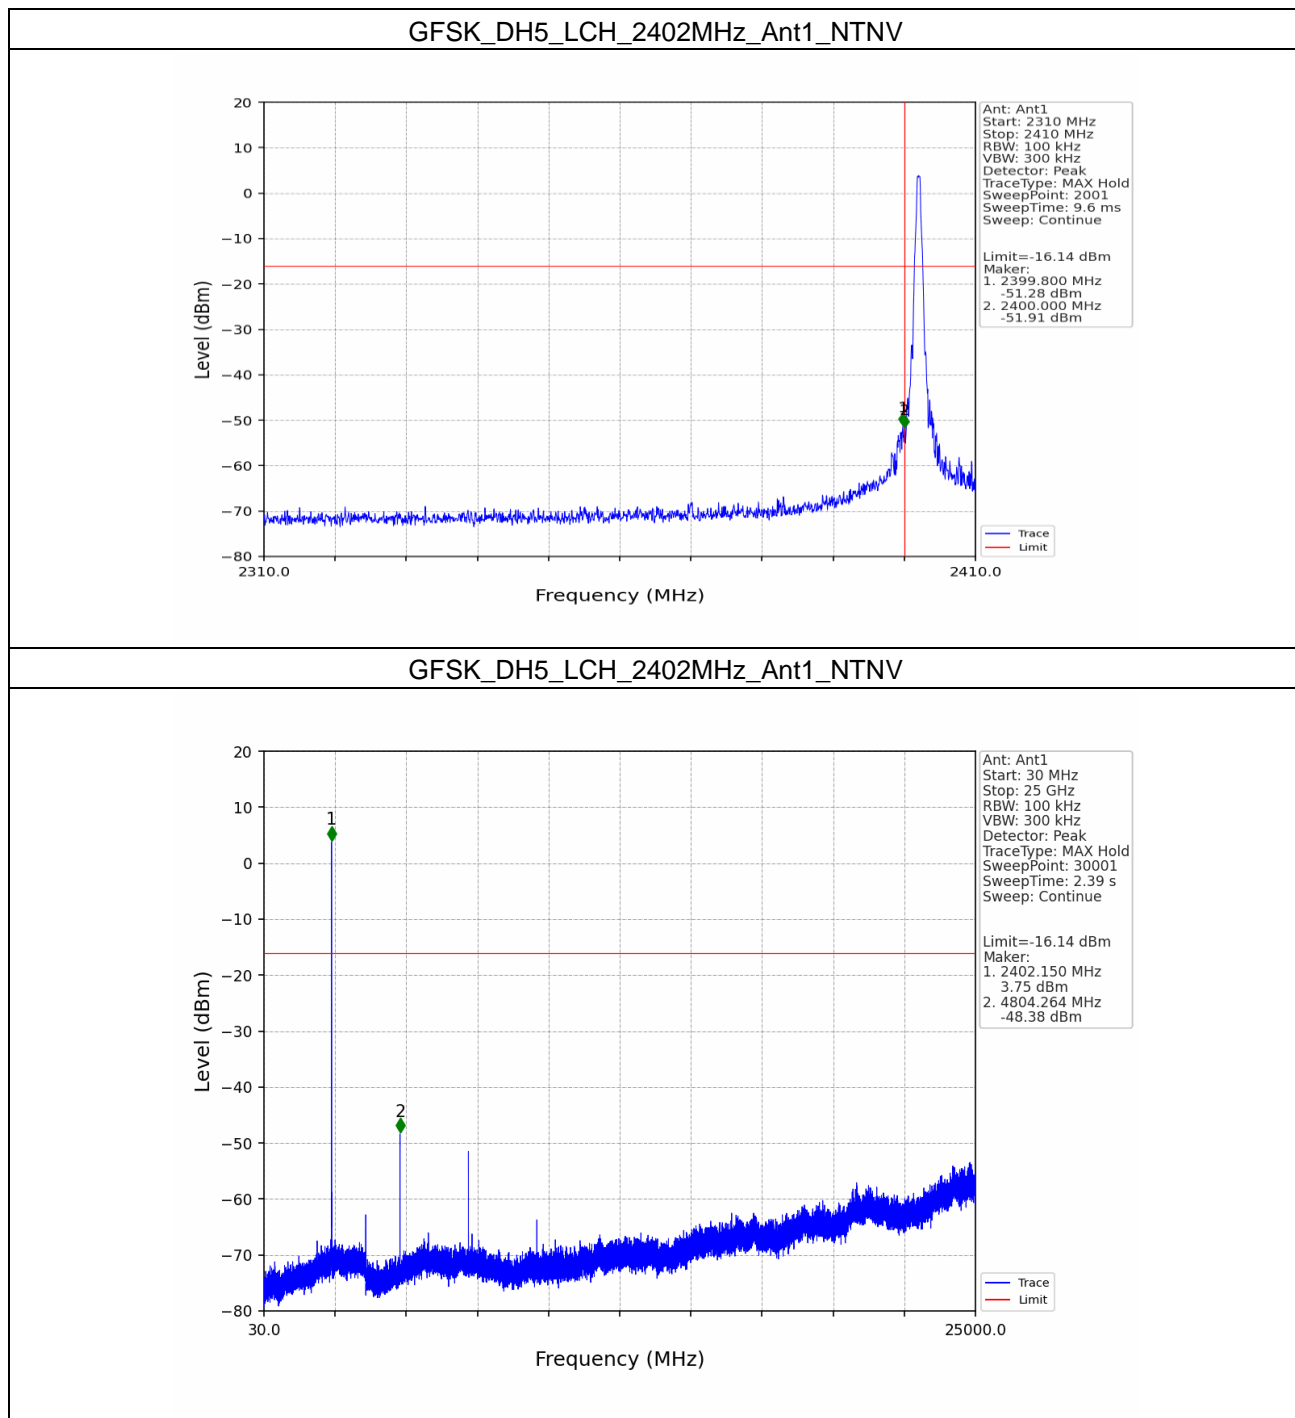 GFSK_DH5_LCH_2402MHz_Ant1_NTNV
20
10
0
−10
−20
−30
−40
−50
−60
−70
−80
Level (dBm)
2310.0
2410.0
Frequency (MHz)
1
2
Ant: Ant1
Start: 2310 MHz
Stop: 2410 MHz
RBW: 100 kHz
VBW: 300 kHz
Detector: Peak
TraceType: MAX Hold
SweepPoint: 2001
SweepTime: 9.6 ms
Sweep: Continue
Limit=-16.14 dBm
Maker:
1. 2399.800 MHz
-51.28 dBm
2. 2400.000 MHz
-51.91 dBm
Trace
Limit
GFSK_DH5_LCH_2402MHz_Ant1_NTNV
20
10
0
−10
−20
−30
−40
−50
−60
−70
−80
Level (dBm)
30.0
25000.0
Frequency (MHz)
1
2
Ant: Ant1
Start: 30 MHz
Stop: 25 GHz
RBW: 100 kHz
VBW: 300 kHz
Detector: Peak
TraceType: MAX Hold
SweepPoint: 30001
SweepTime: 2.39 s
Sweep: Continue
Limit=-16.14 dBm
Maker:
1. 2402.150 MHz
3.75 dBm
2. 4804.264 MHz
-48.38 dBm
Trace
Limit